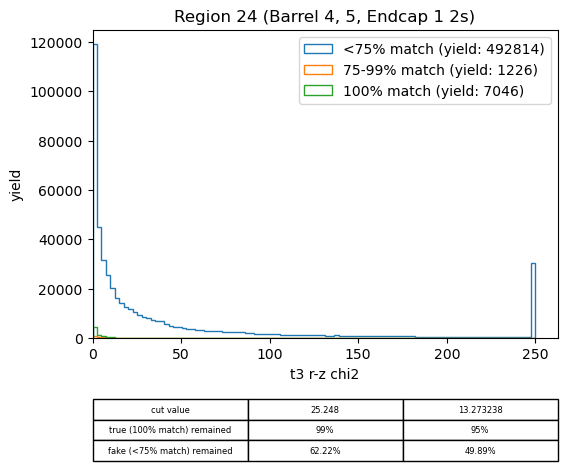 Region 24 (Barrel 4, 5, Endcap 1 2s)
<75% match (yield: 492814)
75-99% match (yield: 1226)
100% match (yield: 7046)
120000
100000
80000
60000
40000
20000
0
yield
0 50 100 150 200 250
t3 r-z chi2
cut value 25.248 13.273238
true (100% match) remained 99% 95%
fake (<75% match) remained 62.22% 49.89%